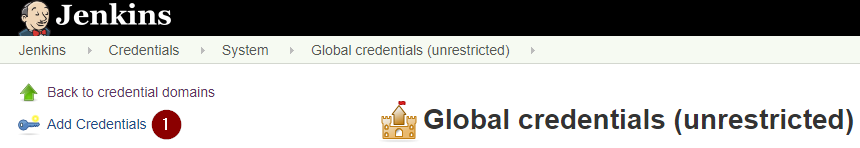 Jenkins
Jenkins Credentials System Global credentials (unrestricted)
Back to credential domains
Add Credentials 1
Global credentials (unrestricted)